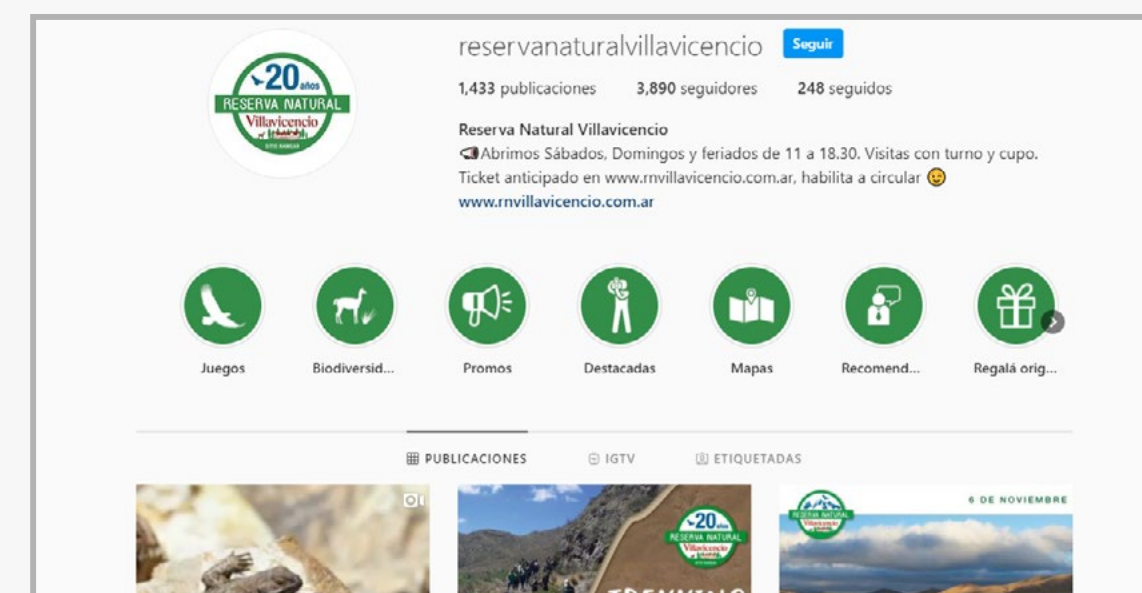 reservanaturalvillavicencio Seguir
1,433 publicaciones 3,890 seguidores 248 seguidos
Reserva Natural Villavicencio
Abrimos Sábados, Domingos y feriados de 11 a 18.30. Visitas con turno y cupo.
Ticket anticipado en www.rnvillavicencio.com.ar, habilita a circular
www.rnvillavicencio.com.ar
20 años
RESERVA NATURAL
Villavicencio
SITIO RAMSAR
Juegos
Biodiversid...
Promos
Destacadas
Mapas
Recomend...
Regalá orig...
PUBLICACIONES
IGTV
ETIQUETADAS
20 años
RESERVA NATURAL
Villavicencio
TREKKING
RESERVA NATURAL
Villavicencio
6 DE NOVIEMBRE